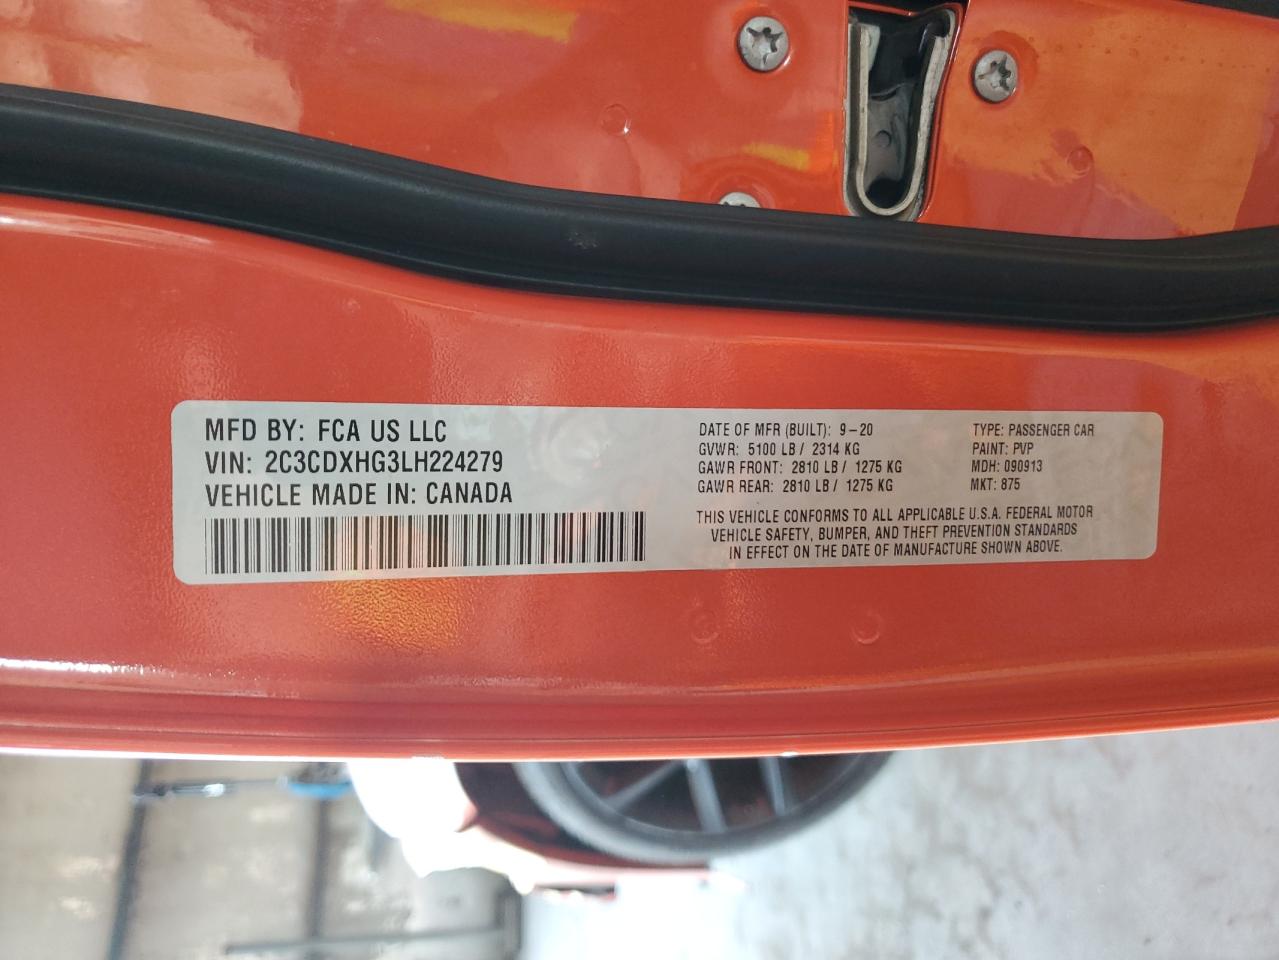 MFD BY: FCA US LLC
VIN: 2C3CDXHG3LH224279
VEHICLE MADE IN: CANADA
DATE OF MFR (BUILT): 9-20
GVWR: 5100 LB / 2314 KG
GAWR FRONT: 2810 LB / 1275 KG
GAWR REAR: 2810 LB / 1275 KG
TYPE: PASSENGER CAR
PAINT: PVP
MDH: 090913
MKT: 875
THIS VEHICLE CONFORMS TO ALL APPLICABLE U.S.A. FEDERAL MOTOR
VEHICLE SAFETY, BUMPER, AND THEFT PREVENTION STANDARDS
IN EFFECT ON THE DATE OF MANUFACTURE SHOWN ABOVE.